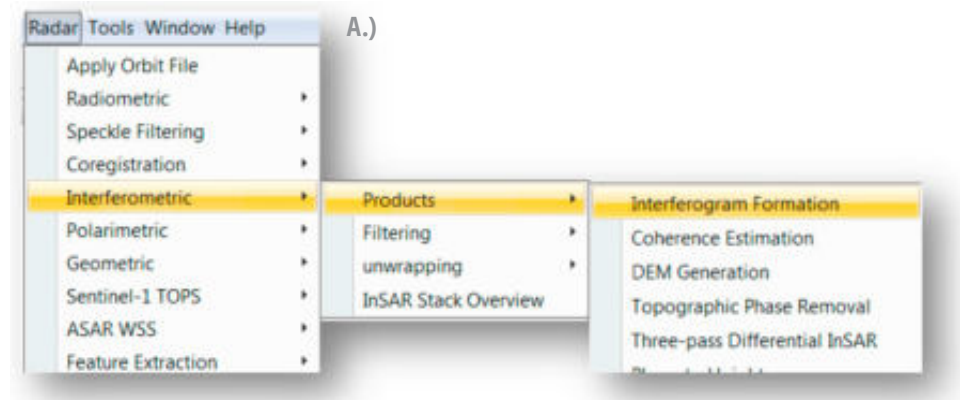 Radar Tools Window Help
A.)
Apply Orbit File
Radiometric
Speckle Filtering
Coregistration
Interferometric
Polarimetric
Geometric
Sentinel-1 TOPS
ASAR WSS
Feature Extraction
Products
Filtering
unwrapping
InSAR Stack Overview
Interferogram Formation
Coherence Estimation
DEM Generation
Topographic Phase Removal
Three-pass Differential InSAR